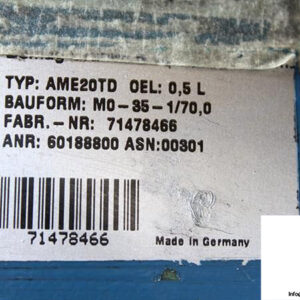 TYP: AME20TD OEL: 0,5 L
BAUFORM: MO-35-1/70,0
FABR.-NR: 71478466
ANR: 60188800 ASN:00301
71478466
Made in Germany